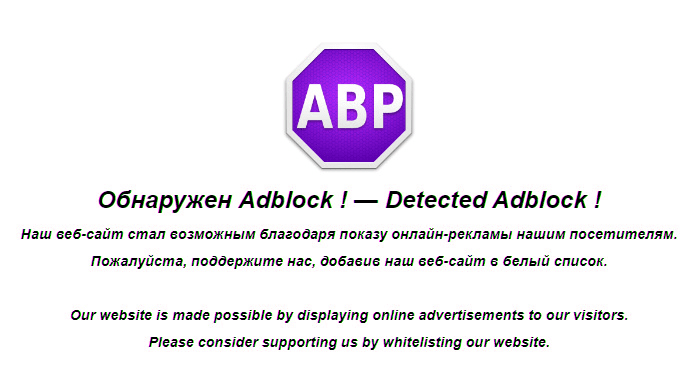 ABP
Обнаружен Adblock ! — Detected Adblock !
Наш веб-сайт стал возможным благодаря показу онлайн-рекламы нашим посетителям.
Пожалуйста, поддержите нас, добавив наш веб-сайт в белый список.
Our website is made possible by displaying online advertisements to our visitors.
Please consider supporting us by whitelisting our website.